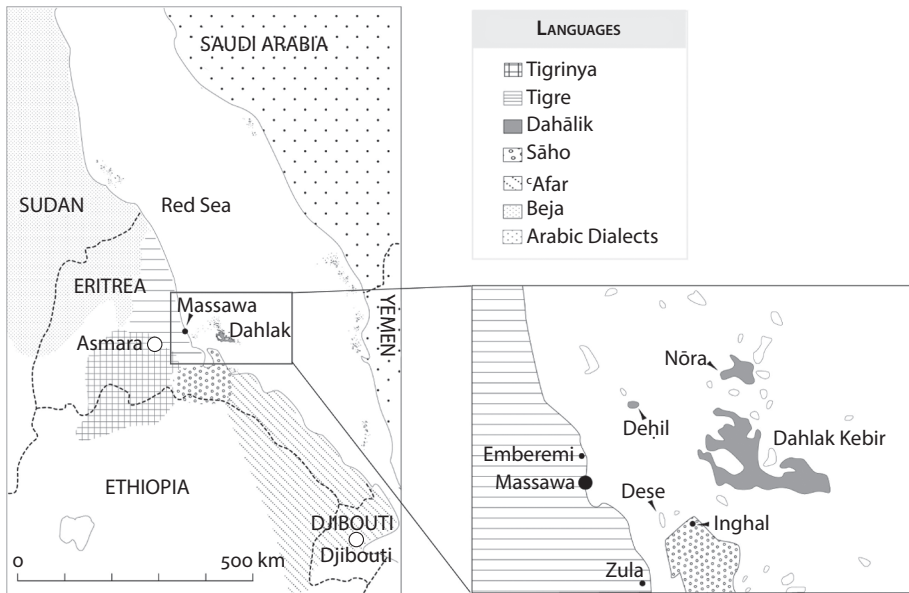 SAUDI ARABIA
SUDAN
Red Sea
ERITREA
Massawa
Dahlak
YEMEN
Asmara
ETHIOPIA
DJIBOUTI
Djibouti
0
500 km
LANGUAGES
Tigrinya
Tigre
Dahālik
Sāho
ᶜAfar
Beja
Arabic Dialects
Nōra
Deḥil
Dahlak Kebir
Emberemi
Massawa
Dese
Inghal
Zula